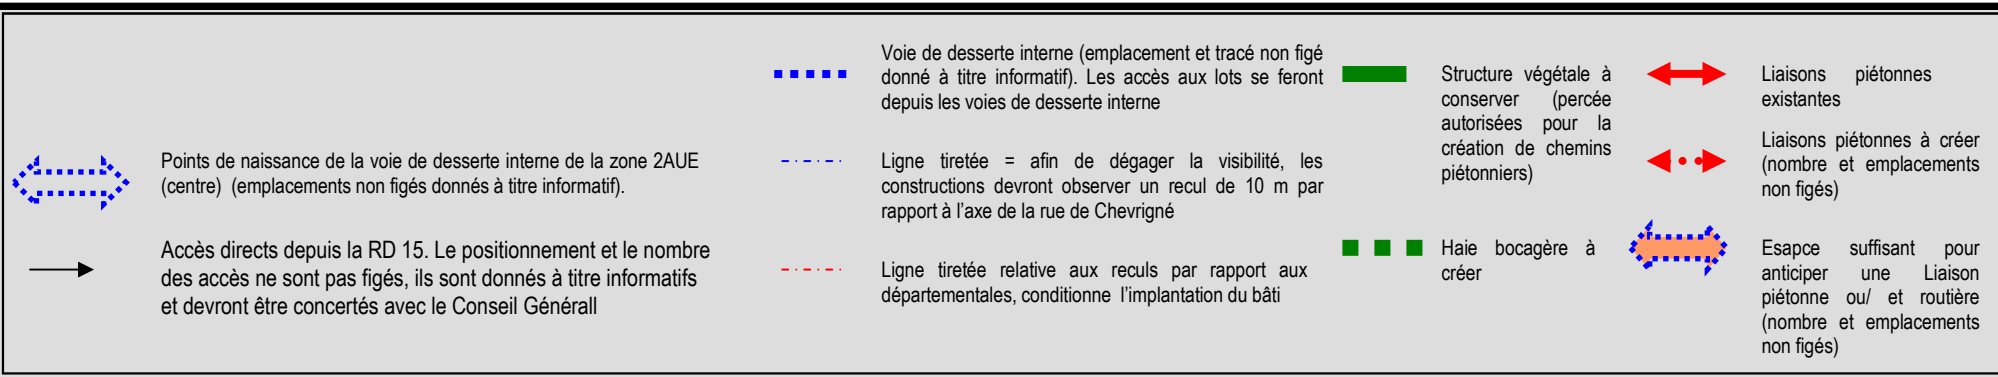 Points de naissance de la voie de desserte interne de la zone 2AUE
(centre) (emplacements non figés donnés à titre informatif).
Accès directs depuis la RD 15. Le positionnement et le nombre
des accès ne sont pas figés, ils sont donnés à titre informatifs
et devront être concertés avec le Conseil Générall
Voie de desserte interne (emplacement et tracé non figé
donné à titre informatif). Les accès aux lots se feront
depuis les voies de desserte interne
Ligne tiretée = afin de dégager la visibilité, les
constructions devront observer un recul de 10 m par
rapport à l'axe de la rue de Chevrigné
Ligne tiretée relative aux reculs par rapport aux
départementales, conditionne l'implantation du bâti
Structure végétale à
conserver (percée
autorisées pour la
création de chemins
piétonniers)
Haie bocagère à
créer
Liaisons piétonnes
existantes
Liaisons piétonnes à créer
(nombre et emplacements
non figés)
Esapce suffisant pour
anticiper une Liaison
piétonne ou/ et routière
(nombre et emplacements
non figés)